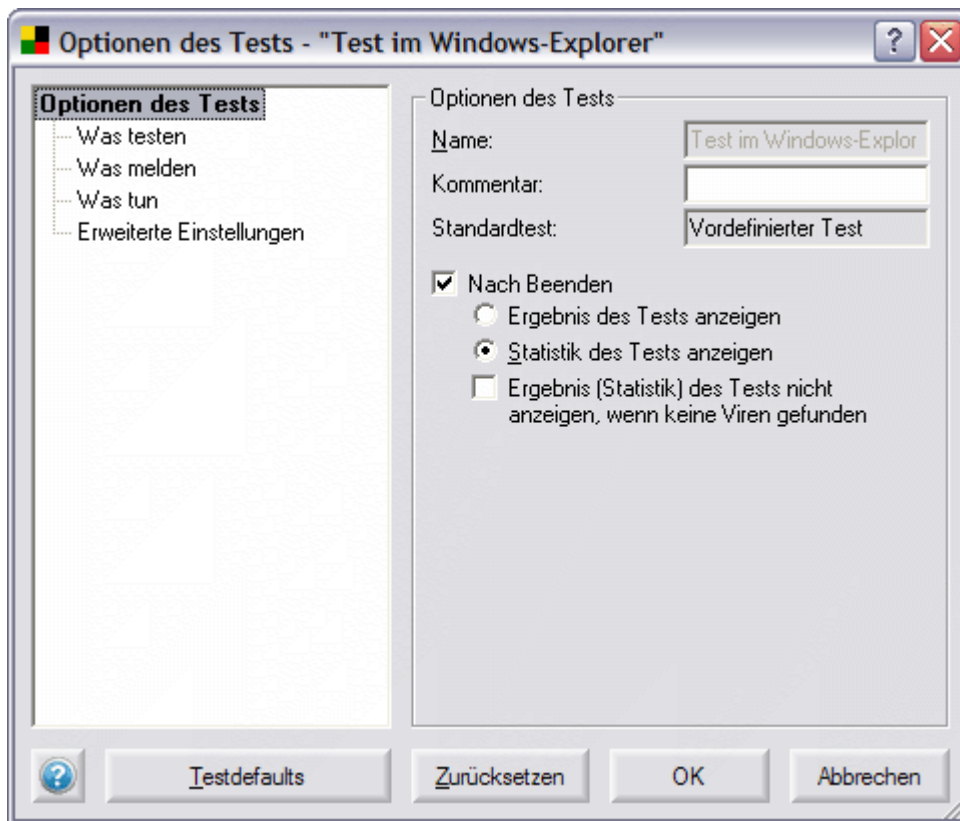 Optionen des Tests - "Test im Windows-Explorer"
?
Optionen des Tests
Was testen
Was melden
Was tun
Erweiterte Einstellungen
Optionen des Tests
Name:
Test im Windows-Explor
Kommentar:
Standardtest:
Vordefinierter Test
Nach Beenden
Ergebnis des Tests anzeigen
Statistik des Tests anzeigen
Ergebnis (Statistik) des Tests nicht
anzeigen, wenn keine Viren gefunden
?
Testdefaults
Zurücksetzen
OK
Abbrechen